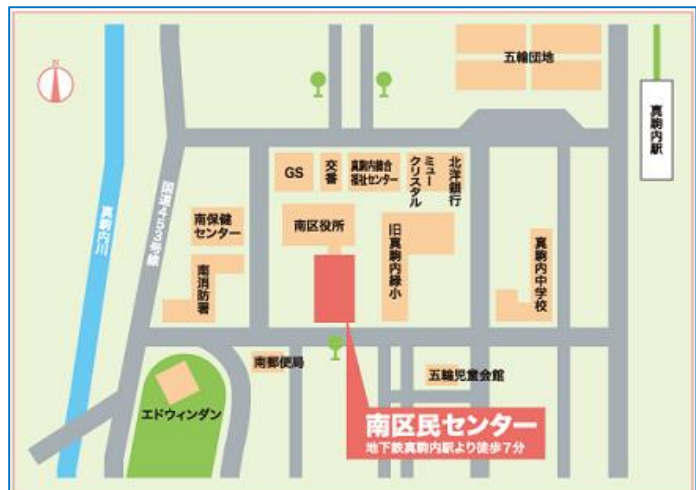 N
五輪団地
真駒内駅
GS
交番
真駒内総合
福祉センター
ミュー
クリスタル
北洋銀行
真駒内川
国道453号線
南保健
センター
南区役所
旧真駒内緑小
南消防署
真駒内中学校
南郵便局
五輪児童会館
エドウィンダン
南区民センター
地下鉄真駒内駅より徒歩7分